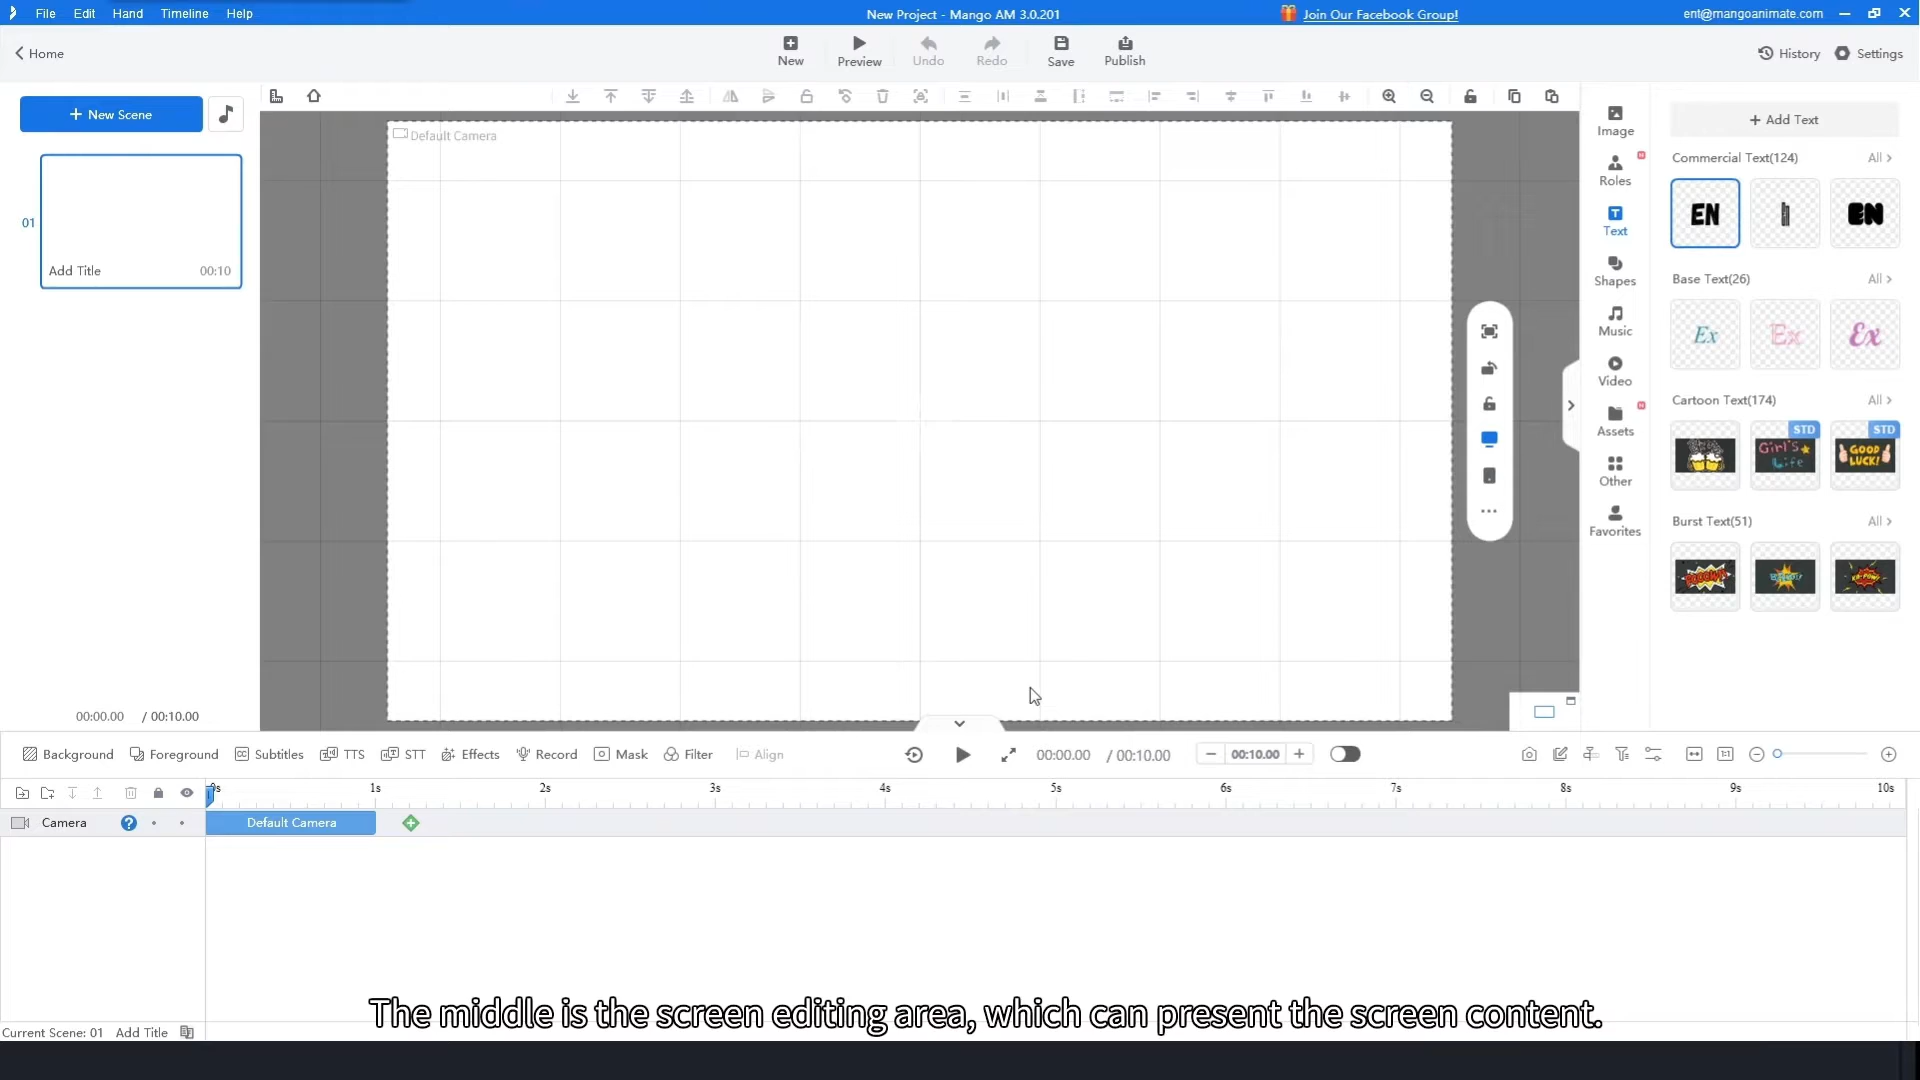 File Edit Hand Timeline Help
New Project - Mango AM 3.0.201
Join Our Facebook Group!
ent@mangoanimate.com
Home
New
Preview
Undo
Redo
Save
Publish
History
Settings
+ New Scene
01
Add Title 00:10
00:00.00 / 00:10.00
Default Camera
Image
Roles
Text
Shapes
Music
Video
Assets
Other
Favorites
+ Add Text
Commercial Text(124) All >
EN
EN
Base Text(26) All >
Ex Ex Ex
Cartoon Text(174) All >
STD STD
Girl's Life
GOOD LUCK!
Burst Text(51) All >
Background Foreground Subtitles TTS STT Effects Record Mask Filter Align
00:00.00 / 00:10.00
00:10.00
1:1
0s 1s 2s 3s 4s 5s 6s 7s 8s 9s 10s
Camera ? Default Camera
The middle is the screen editing area, which can present the screen content.
Current Scene: 01 Add Title